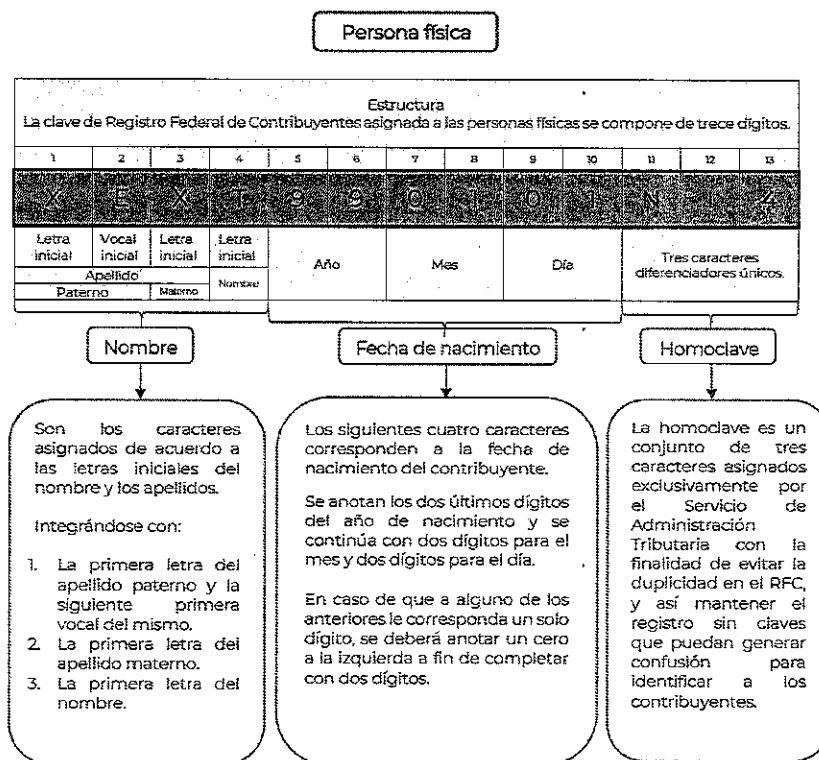 Persona física
Estructura
La clave de Registro Federal de Contribuyentes asignada a las personas físicas se compone de trece dígitos.
1 2 3 4 5 6 7 8 9 10 11 12 13
X E X T 9 9 0 1 0 1 N I 4
Letra Vocal Letra Letra
inicial inicial inicial inicial
Año Mes Día
Tres caracteres
diferenciadores únicos.
Apellido
Nombre
Paterno Materno
Nombre
Fecha de nacimiento
Homoclave
Son los caracteres
asignados de acuerdo a
las letras iniciales del
nombre y los apellidos.
Integrándose con:
1. La primera letra del
apellido paterno y la
siguiente primera
vocal del mismo.
2. La primera letra del
apellido materno.
3. La primera letra del
nombre.
Los siguientes cuatro caracteres
corresponden a la fecha de
nacimiento del contribuyente.
Se anotan los dos últimos dígitos
del año de nacimiento y se
continúa con dos dígitos para el
mes y dos dígitos para el día.
En caso de que a alguno de los
anteriores le corresponda un solo
dígito, se deberá anotar un cero
a la izquierda a fin de completar
con dos dígitos.
La homoclave es un
conjunto de tres
caracteres asignados
exclusivamente por
el Servicio de
Administración
Tributaria con la
finalidad de evitar la
duplicidad en el RFC,
y así mantener el
registro sin claves
que puedan generar
confusión para
identificar a los
contribuyentes.